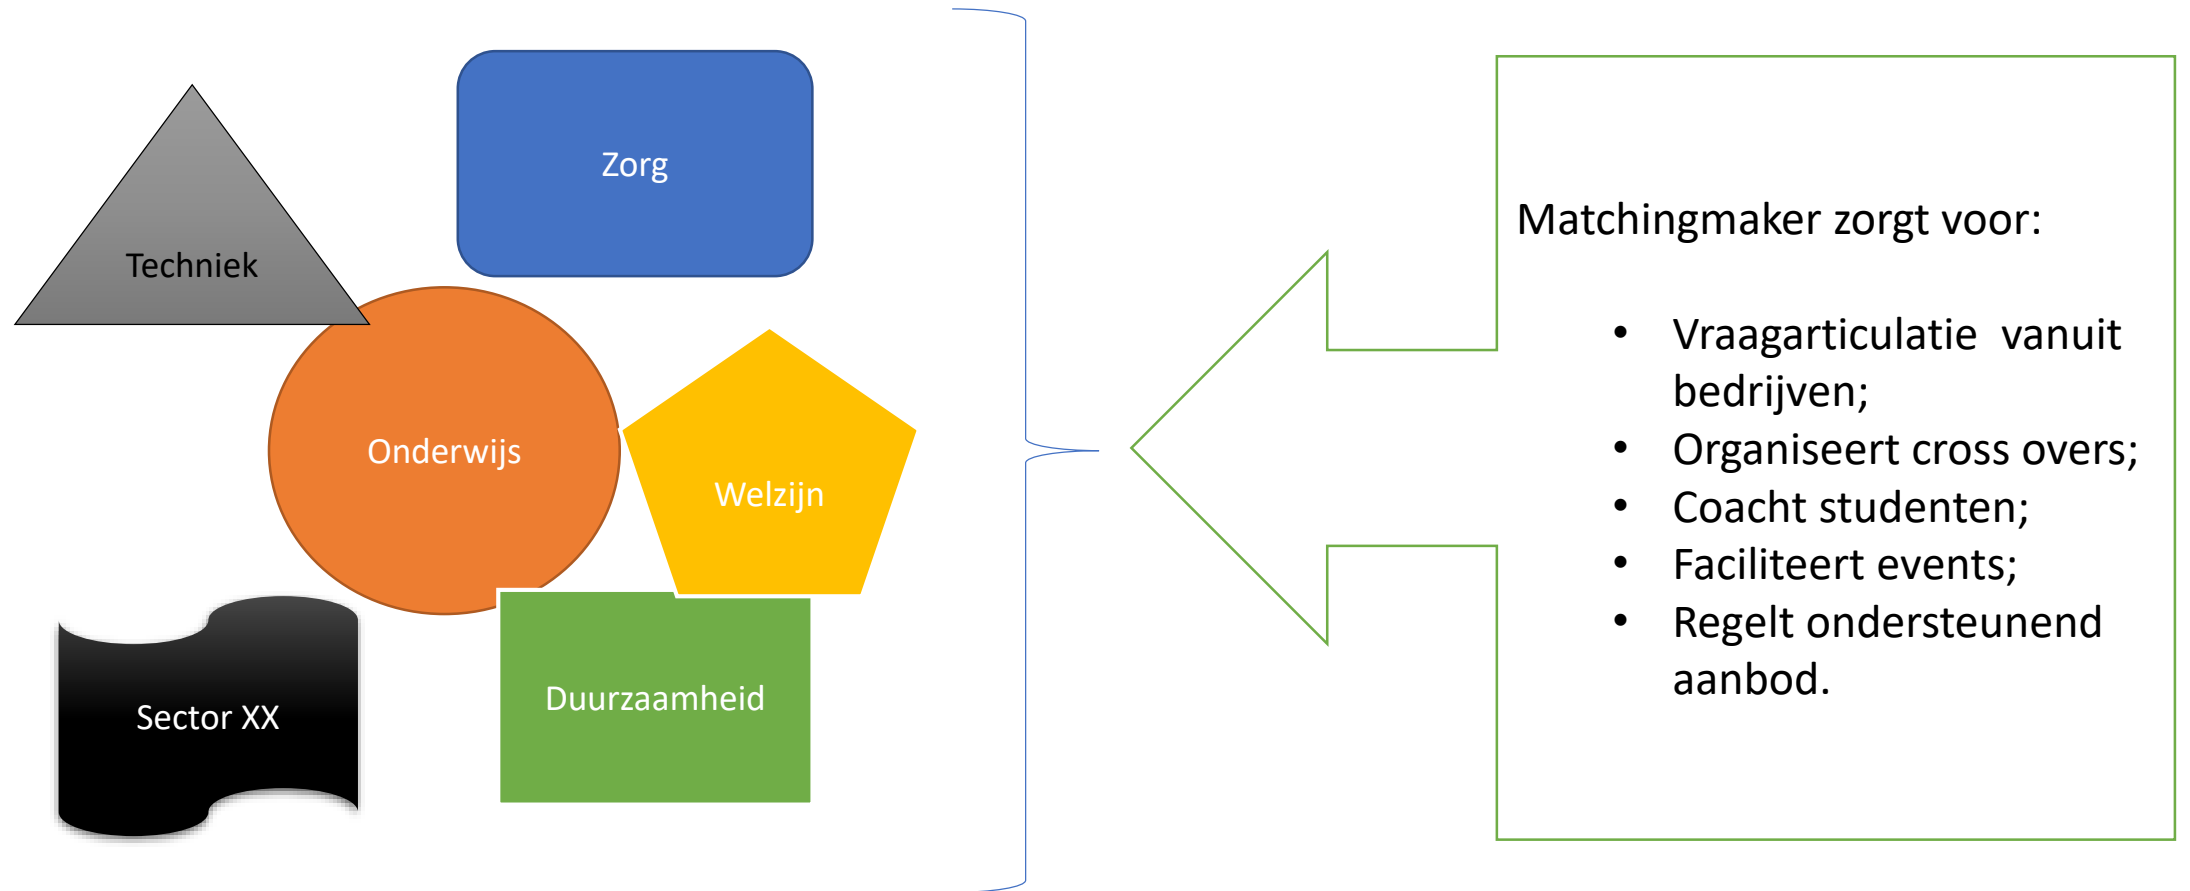 Zorg
Techniek
Onderwijs
Welzijn
Duurzaamheid
Sector XX
Matchingmaker zorgt voor:
• Vraagarticulatie  vanuit
bedrijven;
• Organiseert cross overs;
• Coacht studenten;
• Faciliteert events;
• Regelt ondersteunend
aanbod.